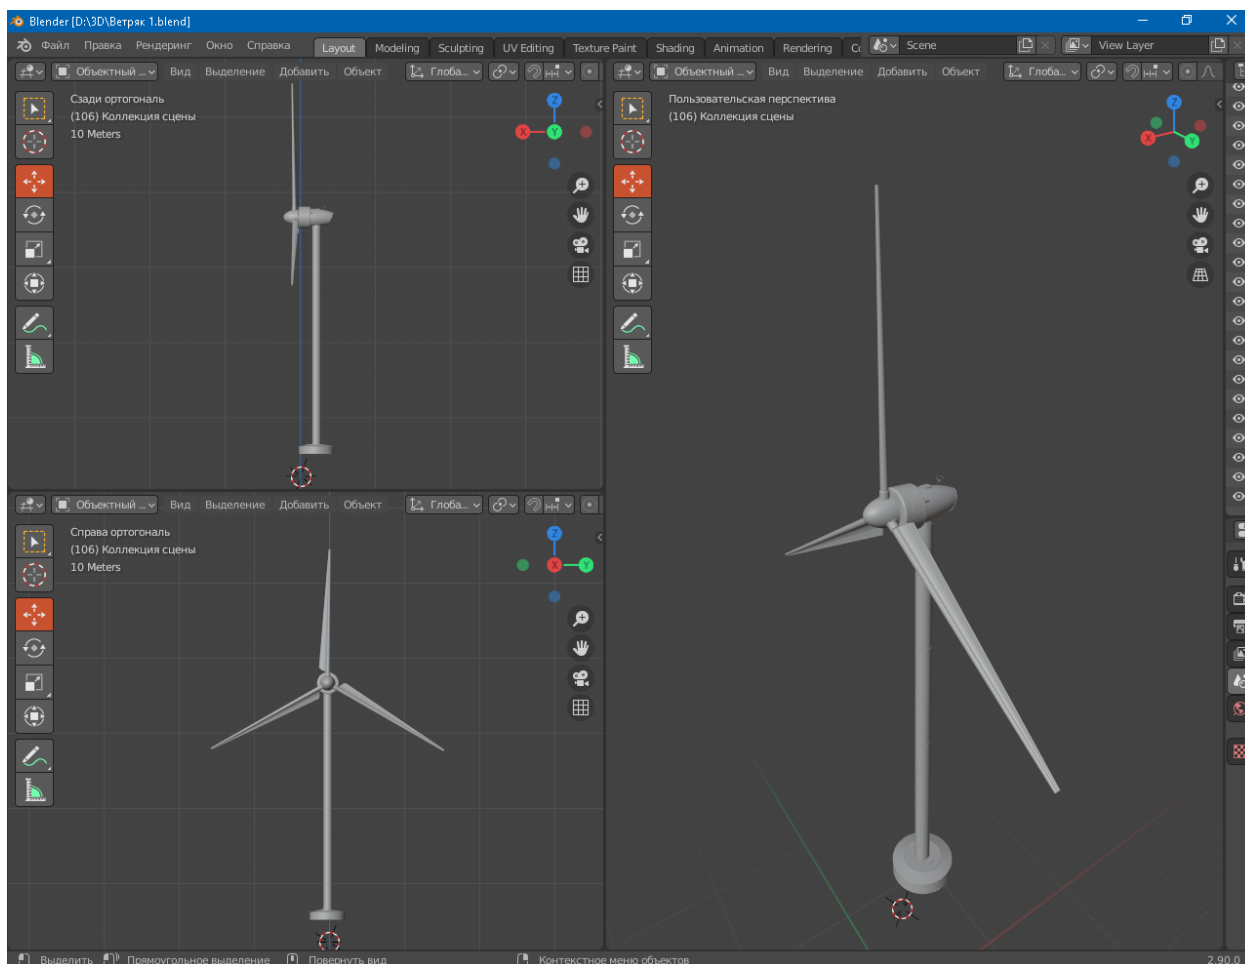 Blender [D:\3D\Ветряк 1.blend]
Файл Правка Рендеринг Окно Справка Layout Modeling Sculpting UV Editing Texture Paint Shading Animation Rendering Scene View Layer
Объектный ... Вид Выделение Добавить Объект Глоба...
Сзади ортогональ
(106) Коллекция сцены
10 Meters
X Y Z
Объектный ... Вид Выделение Добавить Объект Глоба...
Пользовательская перспектива
(106) Коллекция сцены
Z X Y
Объектный ... Вид Выделение Добавить Объект Глоба...
Справа ортогональ
(106) Коллекция сцены
10 Meters
Z X Y
Выделить Прямоугольное выделение Повернуть вид Контекстное меню объектов 2.90.0